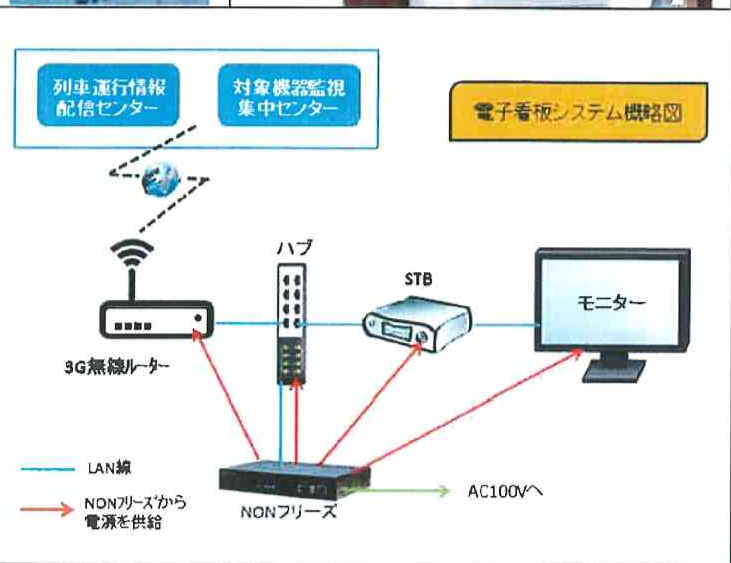 列車運行情報
配信センター
対象機器監視
集中センター
電子看板システム概略図
ハブ
STB
モニター
3G無線ルーター
LAN線
NONフリーズから
電源を供給
NONフリーズ
AC100Vへ